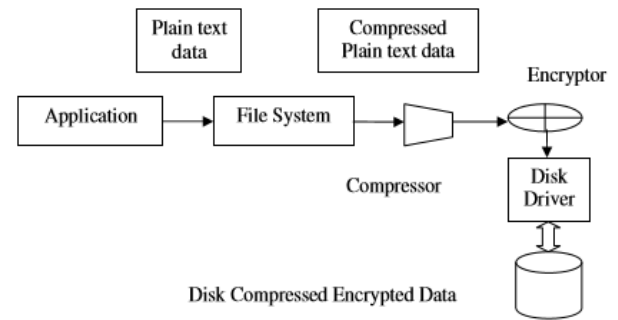 Plain text
data
Compressed
Plain text data
Encryptor
Application
File System
Compressor
Disk
Driver
Disk Compressed Encrypted Data